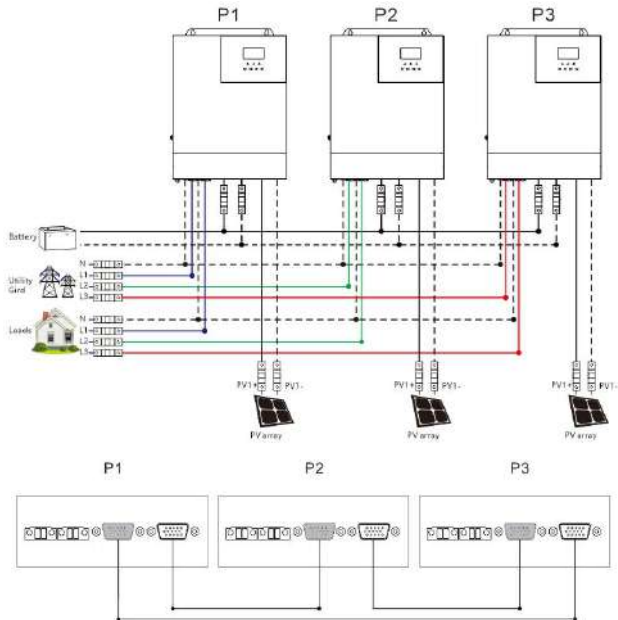 P1 P2 P3
Battery
N
Utility
Gird
L1
L2
L3
N
Loads
L1
L2
L3
PV1+ PV1- PV1+ PV1- PV1+ PV1-
PV array PV array PV array
P1 P2 P3